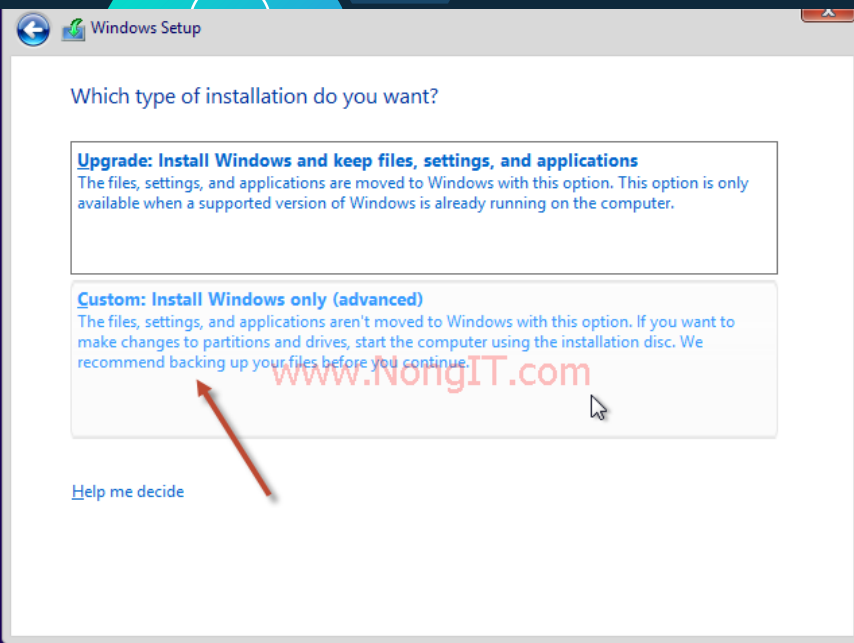 Windows Setup
Which type of installation do you want?
Upgrade: Install Windows and keep files, settings, and applications
The files, settings, and applications are moved to Windows with this option. This option is only
available when a supported version of Windows is already running on the computer.
Custom: Install Windows only (advanced)
The files, settings, and applications aren't moved to Windows with this option. If you want to
make changes to partitions and drives, start the computer using the installation disc. We
recommend backing up your files before you continue.
www.NongIT.com
Help me decide